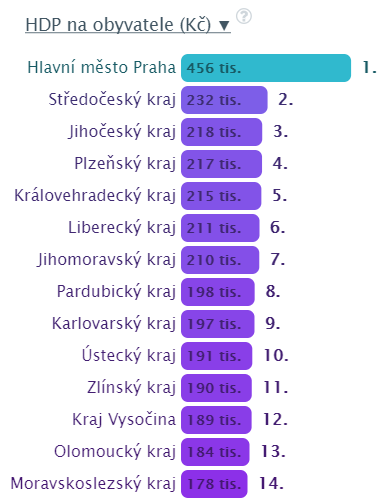 HDP na obyvatele (Kč) ▼ ?
Hlavní město Praha 456 tis. 1.
Středočeský kraj 232 tis. 2.
Jihočeský kraj 218 tis. 3.
Plzeňský kraj 217 tis. 4.
Královehradecký kraj 215 tis. 5.
Liberecký kraj 211 tis. 6.
Jihomoravský kraj 210 tis. 7.
Pardubický kraj 198 tis. 8.
Karlovarský kraj 197 tis. 9.
Ústecký kraj 191 tis. 10.
Zlínský kraj 190 tis. 11.
Kraj Vysočina 189 tis. 12.
Olomoucký kraj 184 tis. 13.
Moravskoslezský kraj 178 tis. 14.